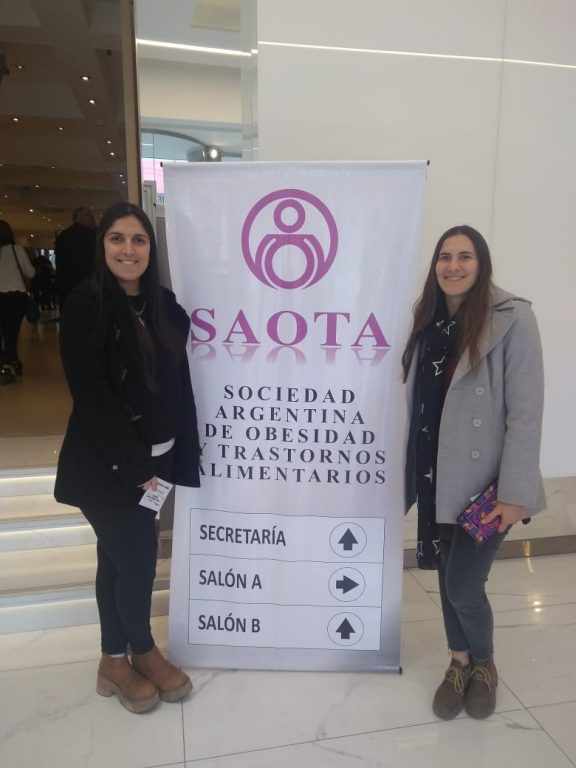 SAOTA
SOCIEDAD
ARGENTINA
DE OBESIDAD
Y TRASTORNOS
ALIMENTARIOS
SECRETARÍA
SALÓN A
SALÓN B